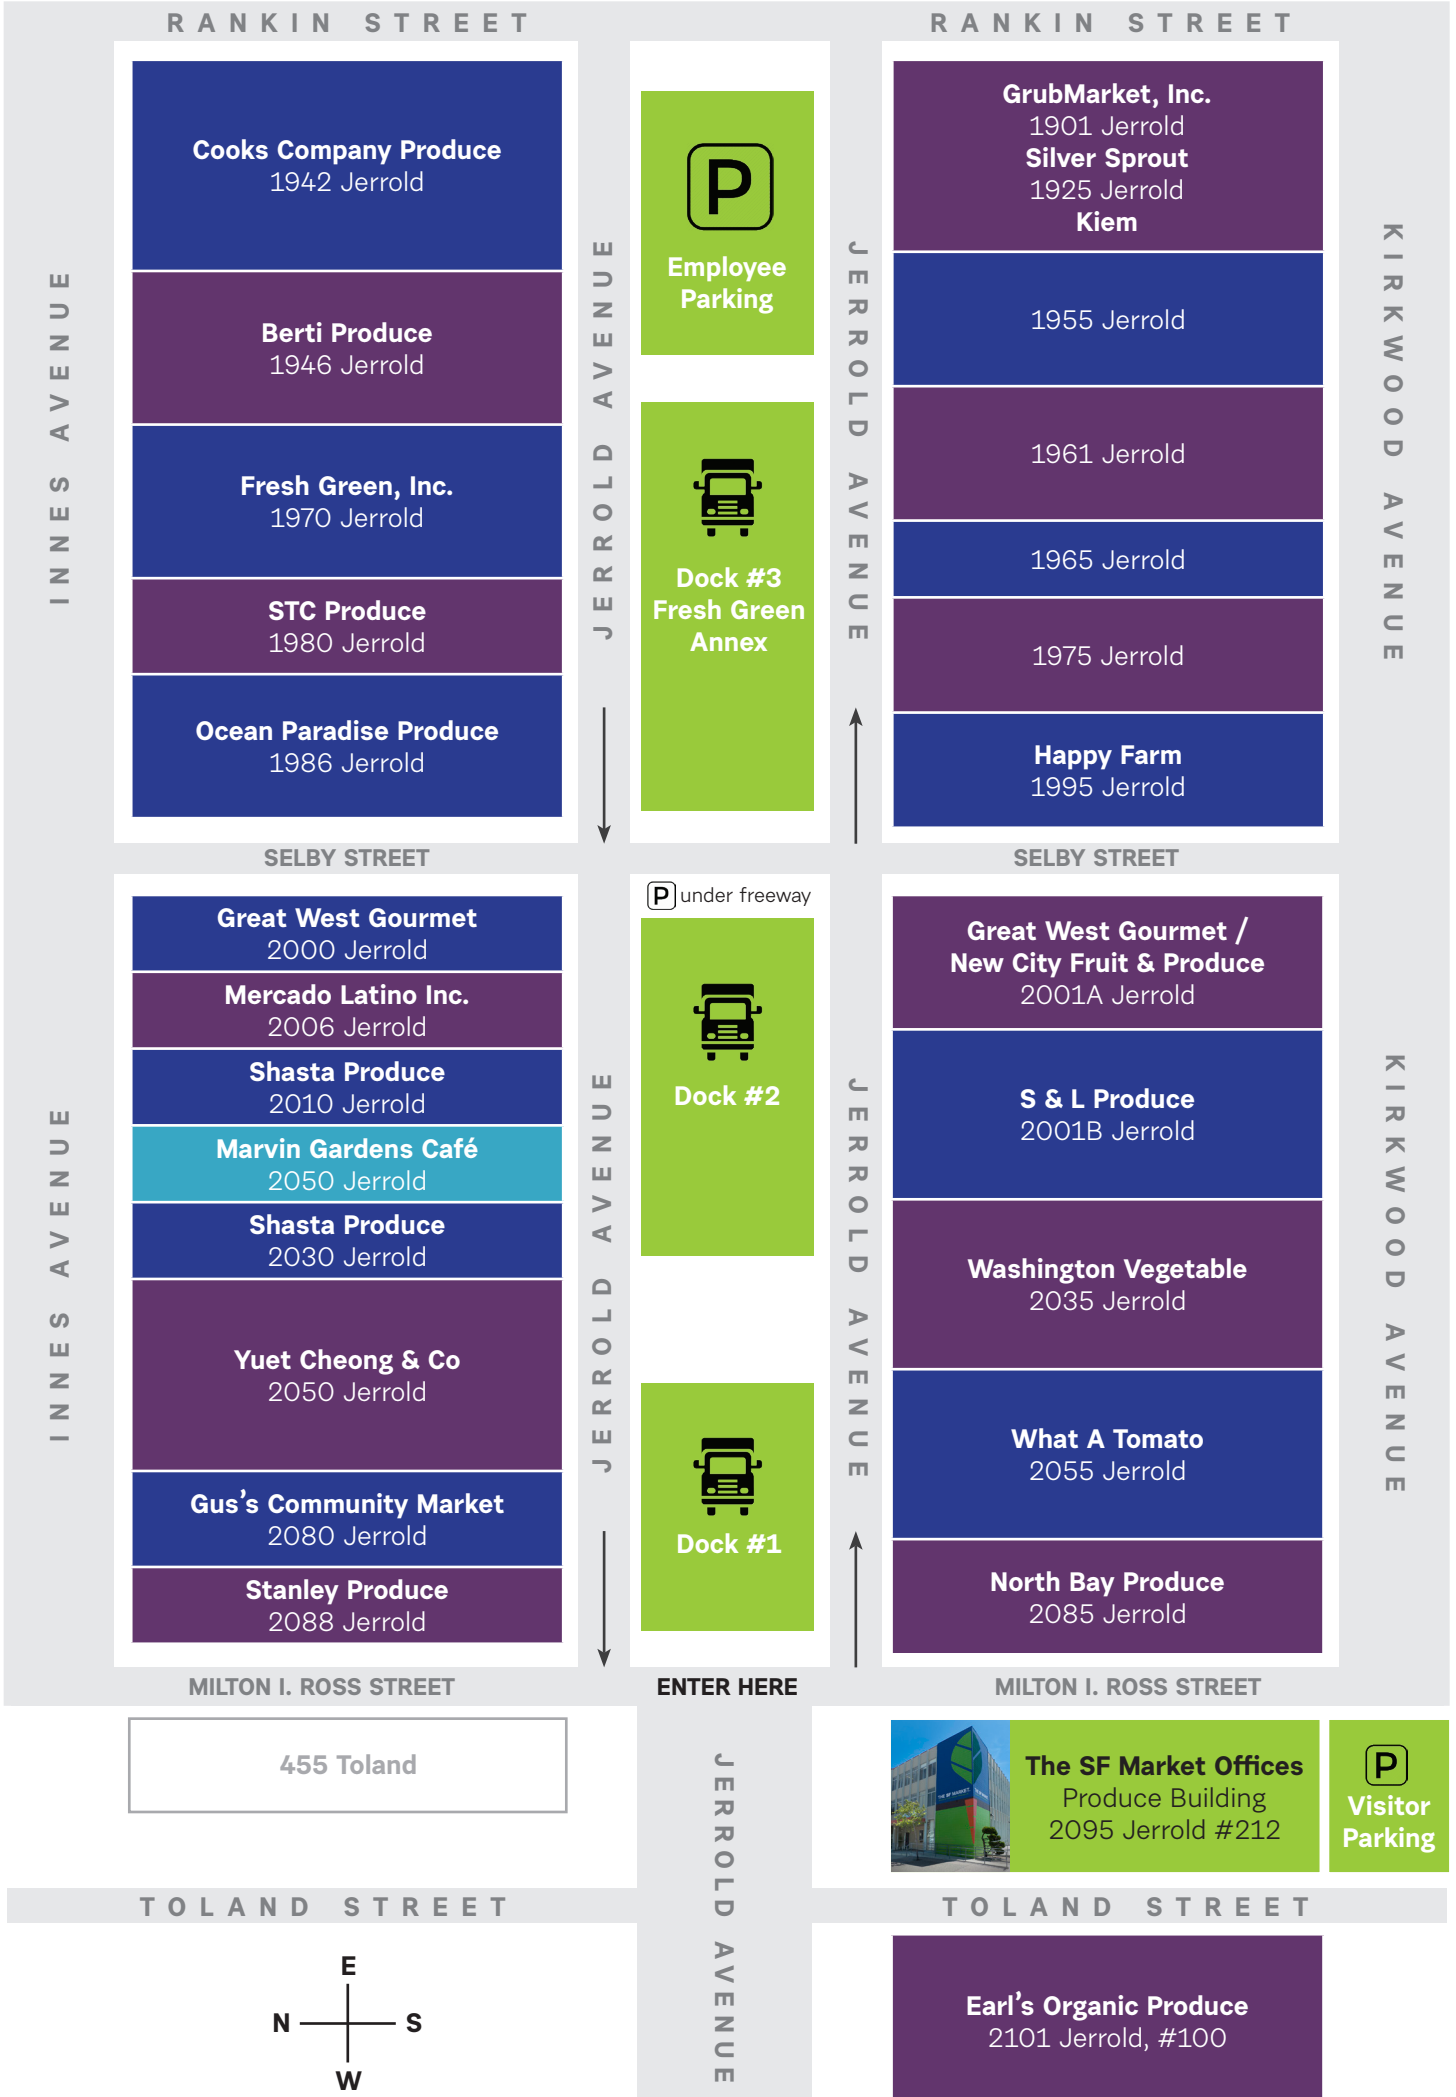 RANKIN STREET
RANKIN STREET
INNES AVENUE
Cooks Company Produce
1942 Jerrold
Berti Produce
1946 Jerrold
Fresh Green, Inc.
1970 Jerrold
STC Produce
1980 Jerrold
Ocean Paradise Produce
1986 Jerrold
JERROLD AVENUE
P
Employee
Parking
Dock #3
Fresh Green
Annex
JERROLD AVENUE
GrubMarket, Inc.
1901 Jerrold
Silver Sprout
1925 Jerrold
Kiem
1955 Jerrold
1961 Jerrold
1965 Jerrold
1975 Jerrold
Happy Farm
1995 Jerrold
KIRKWOOD AVENUE
SELBY STREET
SELBY STREET
INNES AVENUE
Great West Gourmet
2000 Jerrold
Mercado Latino Inc.
2006 Jerrold
Shasta Produce
2010 Jerrold
Marvin Gardens Café
2050 Jerrold
Shasta Produce
2030 Jerrold
Yuet Cheong & Co
2050 Jerrold
Gus's Community Market
2080 Jerrold
Stanley Produce
2088 Jerrold
JERROLD AVENUE
P under freeway
Dock #2
Dock #1
JERROLD AVENUE
Great West Gourmet /
New City Fruit & Produce
2001A Jerrold
S & L Produce
2001B Jerrold
Washington Vegetable
2035 Jerrold
What A Tomato
2055 Jerrold
North Bay Produce
2085 Jerrold
KIRKWOOD AVENUE
MILTON I. ROSS STREET
ENTER HERE
MILTON I. ROSS STREET
455 Toland
JERROLD AVENUE
THE SF MARKET
The SF Market Offices
Produce Building
2095 Jerrold #212
P
Visitor
Parking
TOLAND STREET
TOLAND STREET
E
N
S
W
Earl's Organic Produce
2101 Jerrold, #100